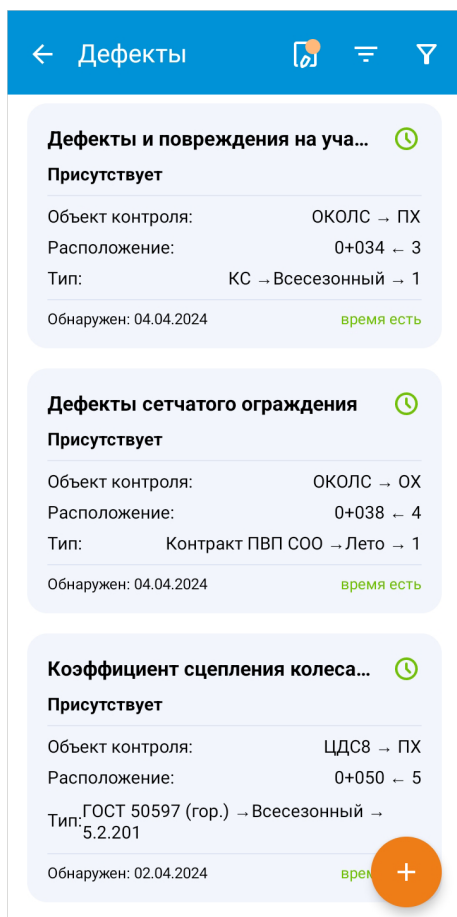 ← Дефекты
Дефекты и повреждения на уча...
Присутствует
Объект контроля: ОКОЛС → ПХ
Расположение: 0+034 ← 3
Тип: КС →Всесезонный → 1
Обнаружен: 04.04.2024 время есть
Дефекты сетчатого ограждения
Присутствует
Объект контроля: ОКОЛС → ОХ
Расположение: 0+038 ← 4
Тип: Контракт ПВП СОО →Лето → 1
Обнаружен: 04.04.2024 время есть
Коэффициент сцепления колеса...
Присутствует
Объект контроля: ЦДС8 → ПХ
Расположение: 0+050 ← 5
Тип: ГОСТ 50597 (гор.) →Всесезонный →
5.2.201
Обнаружен: 02.04.2024
+